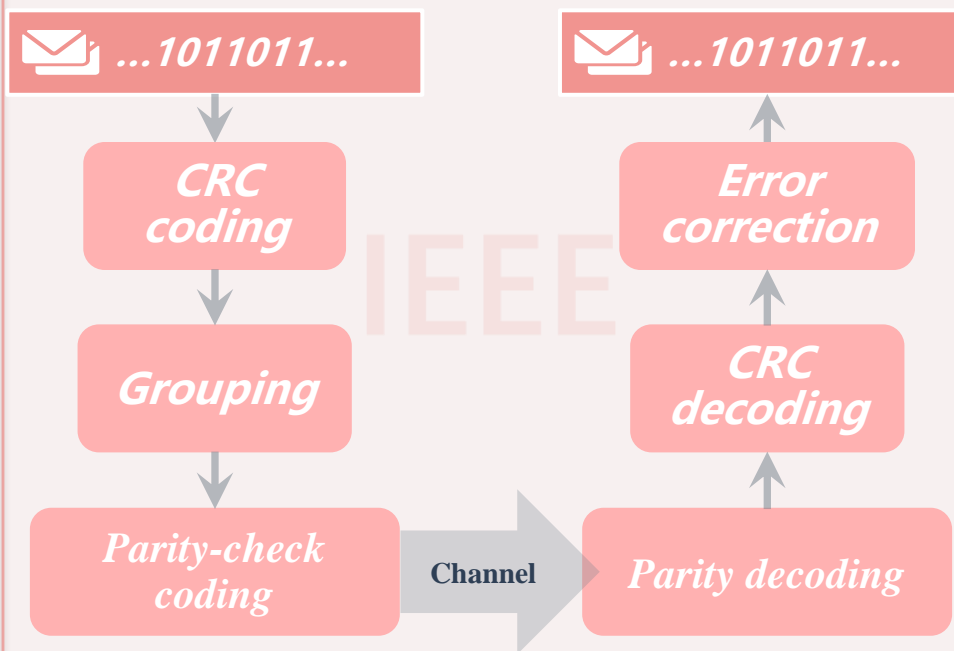 ...1011011...
CRC
coding
Grouping
Parity-check
coding
Channel
Parity decoding
CRC
decoding
Error
correction
...1011011...
IEEE